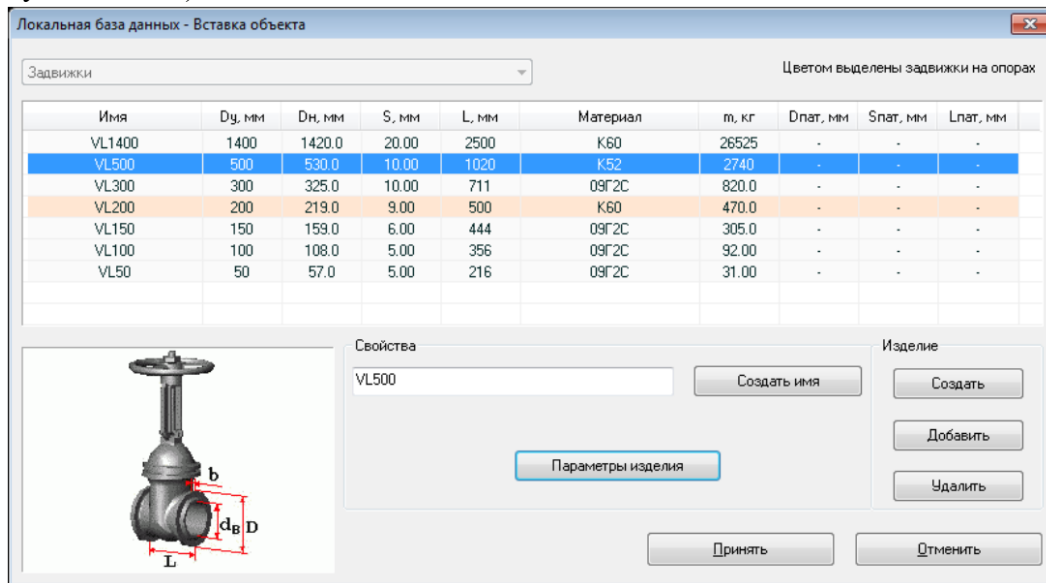 Локальная база данных - Вставка объекта
Задвижки
Цветом выделены задвижки на опорах
Имя Dy, мм Dн, мм S, мм L, мм Материал m, кг Dпат, мм Sпат, мм Lпат, мм
VL1400 1400 1420.0 20.00 2500 K60 26525 - - -
VL500 500 530.0 10.00 1020 K52 2740 - - -
VL300 300 325.0 10.00 711 09Г2С 820.0 - - -
VL200 200 219.0 9.00 500 K60 470.0 - - -
VL150 150 159.0 6.00 444 09Г2С 305.0 - - -
VL100 100 108.0 5.00 356 09Г2С 92.00 - - -
VL50 50 57.0 5.00 216 09Г2С 31.00 - - -
Свойства
Изделие
VL500
Создать имя
Создать
Добавить
Параметры изделия
Удалить
b
dв D
L
Принять
Отменить